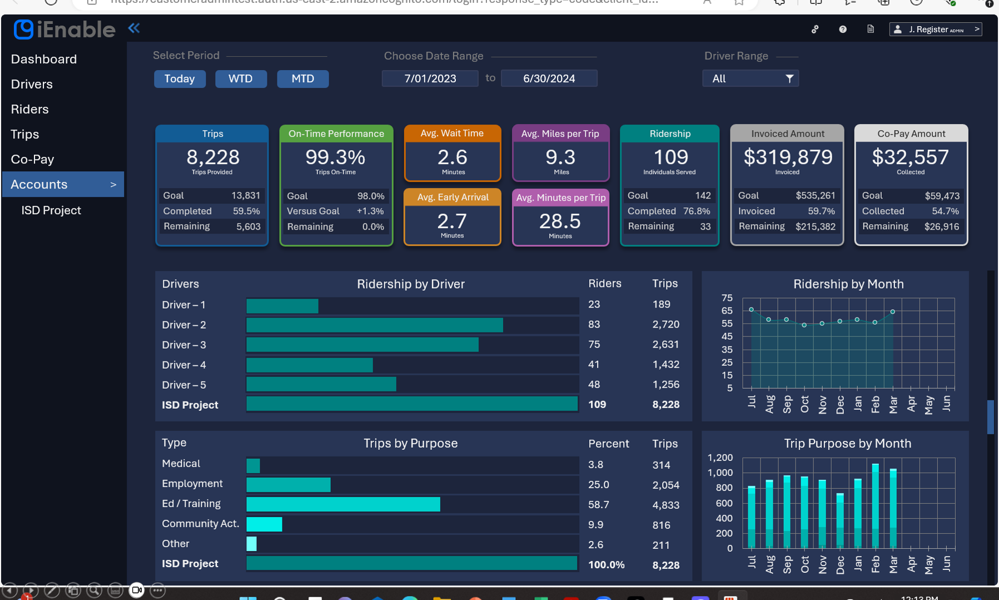 iEnable
J. Register ADMIN >
Dashboard
Drivers
Riders
Trips
Co-Pay
Accounts >
ISD Project
Select Period
Today WTD MTD
Choose Date Range
7/01/2023 to 6/30/2024
Driver Range
All
Trips
8,228
Trips Provided
Goal 13,831
Completed 59.5%
Remaining 5,603
On-Time Performance
99.3%
Trips On-Time
Goal 98.0%
Versus Goal +1.3%
Remaining 0.0%
Avg. Wait Time
2.6
Minutes
Avg. Early Arrival
2.7
Minutes
Avg. Miles per Trip
9.3
Miles
Avg. Minutes per Trip
28.5
Minutes
Ridership
109
Individuals Served
Goal 142
Completed 76.8%
Remaining 33
Invoiced Amount
$319,879
Invoiced
Goal $535,261
Invoiced 59.7%
Remaining $215,382
Co-Pay Amount
$32,557
Collected
Goal $59,473
Collected 54.7%
Remaining $26,916
Drivers Ridership by Driver Riders Trips
Driver – 1 23 189
Driver – 2 83 2,720
Driver – 3 75 2,631
Driver – 4 41 1,432
Driver – 5 48 1,256
ISD Project 109 8,228
Ridership by Month
75
65
55
45
35
25
15
5
Jul Aug Sep Oct Nov Dec Jan Feb Mar Apr May Jun
Type Trips by Purpose Percent Trips
Medical 3.8 314
Employment 25.0 2,054
Ed / Training 58.7 4,833
Community Act. 9.9 816
Other 2.6 211
ISD Project 100.0% 8,228
Trip Purpose by Month
1,200
1,000
800
600
400
200
0
Jul Aug Sep Oct Nov Dec Jan Feb Mar Apr May Jun
12:13 PM